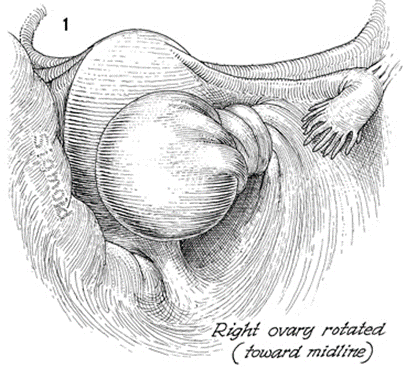 1
Sigmoid
Right ovary rotated
(toward midline)